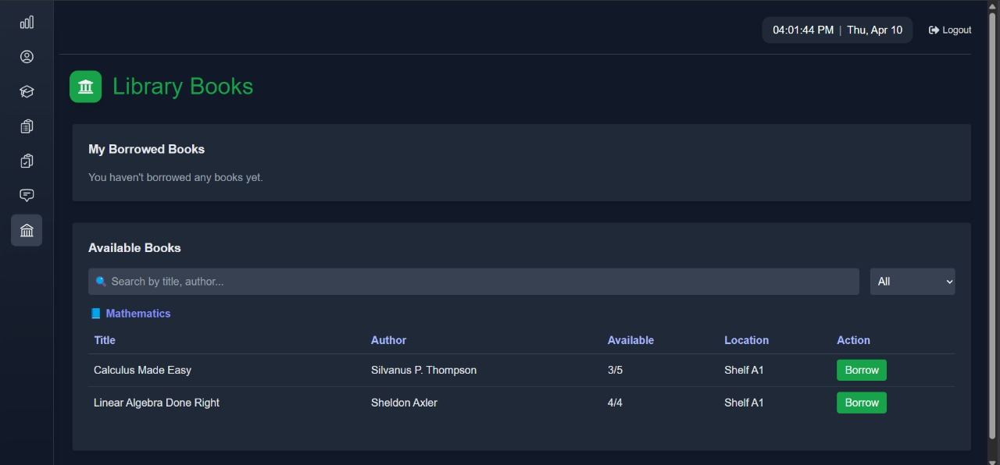 04:01:44 PM | Thu, Apr 10 Logout
Library Books
My Borrowed Books
You haven't borrowed any books yet.
Available Books
Search by title, author... All
Mathematics
Title Author Available Location Action
Calculus Made Easy Silvanus P. Thompson 3/5 Shelf A1 Borrow
Linear Algebra Done Right Sheldon Axler 4/4 Shelf A1 Borrow